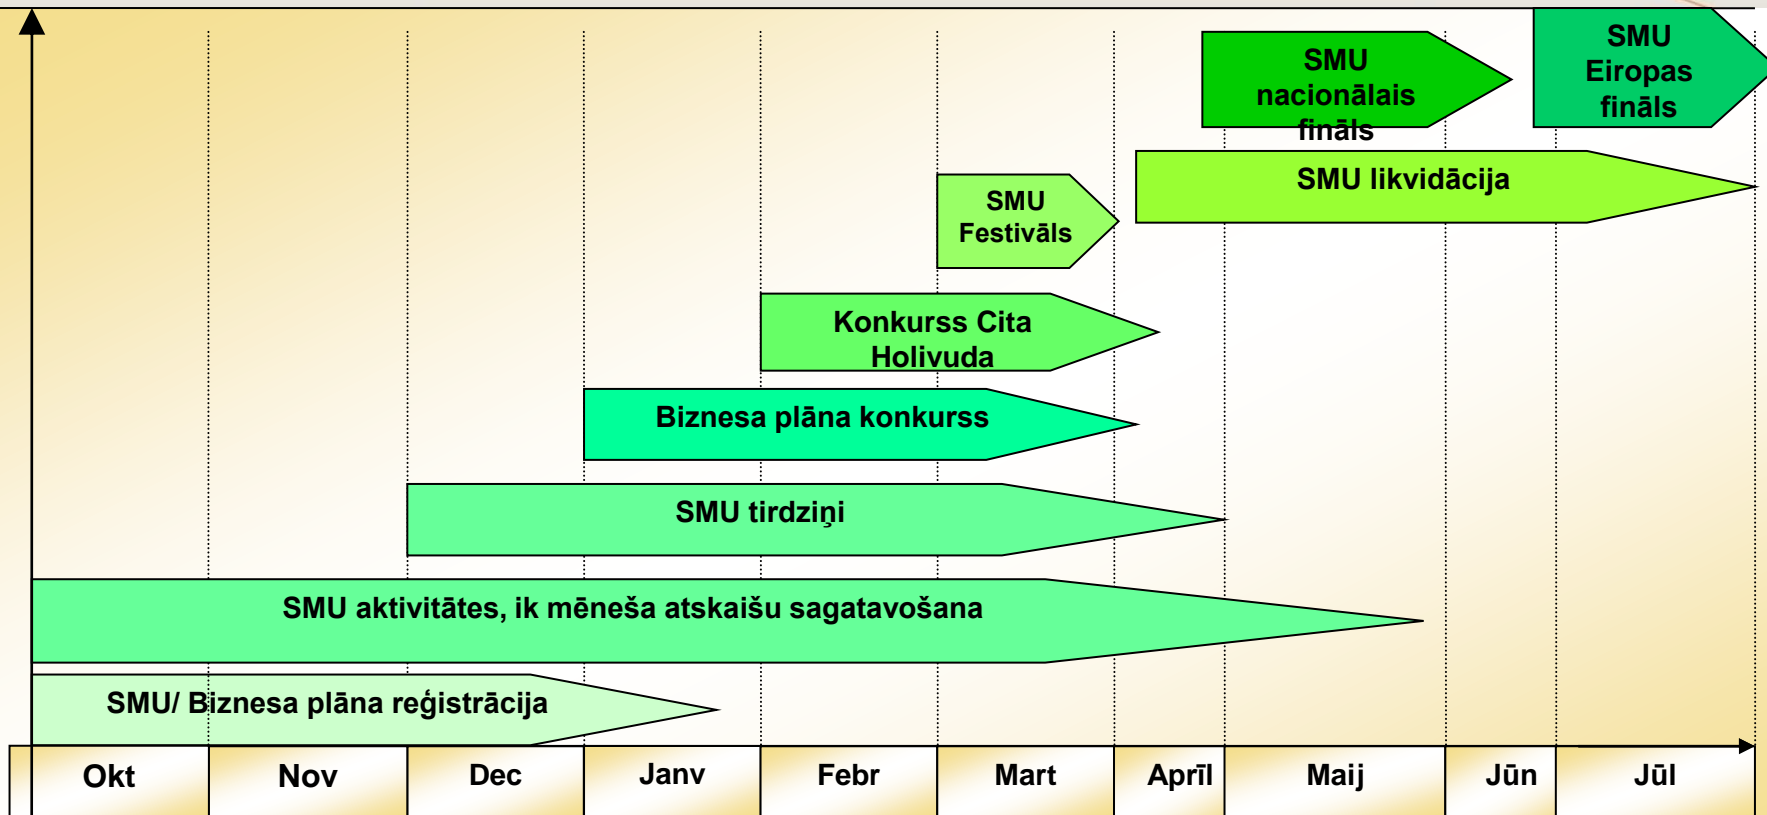 SMU
Eiropas
fināls
SMU
nacionālais
fināls
SMU likvidācija
SMU
Festivāls
Konkurss Cita
Holivuda
Biznesa plāna konkurss
SMU tirdziņi
SMU aktivitātes, ik mēneša atskaišu sagatavošana
SMU/ Biznesa plāna reģistrācija
Okt Nov Dec Janv Febr Mart Aprīl Maij Jūn Jūl